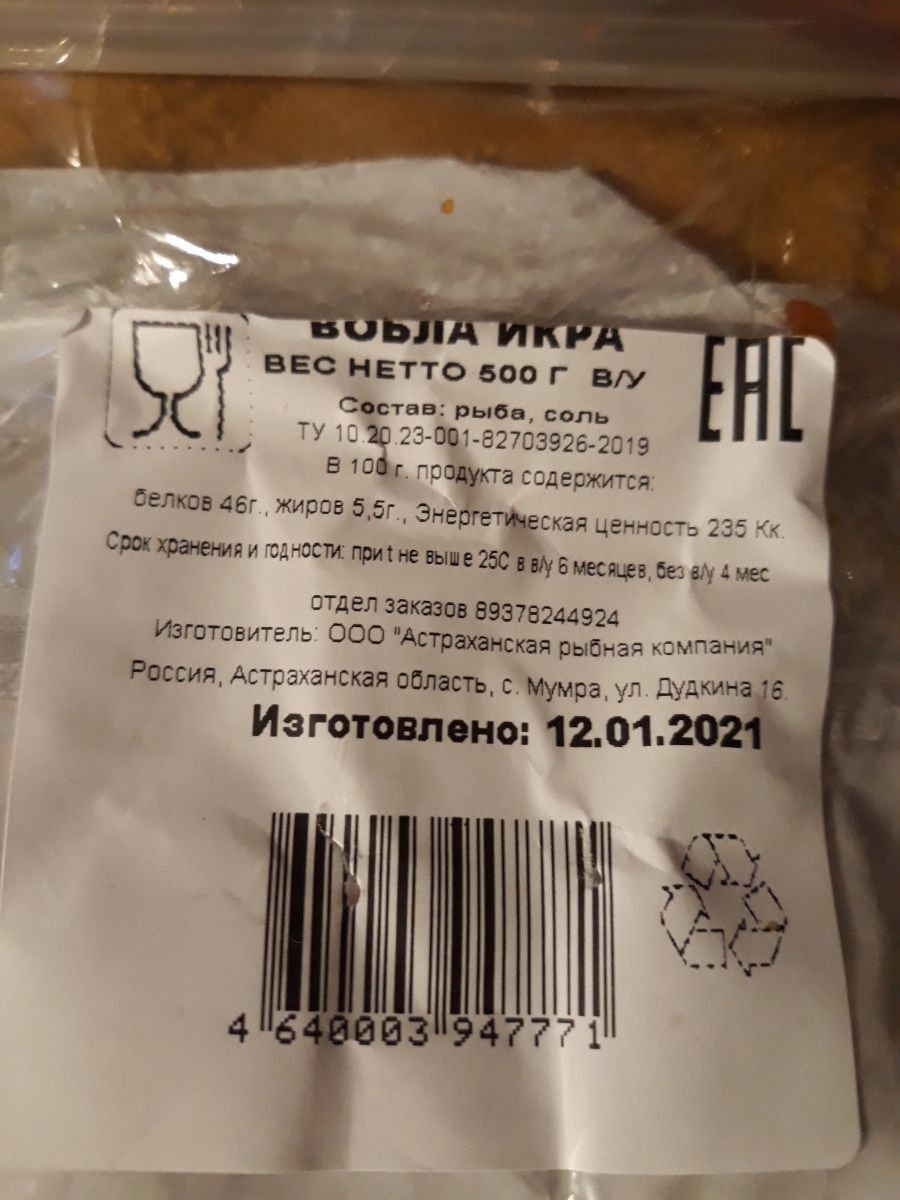 ВОБЛА ИКРА
ВЕС НЕТТО 500 Г В/У
EAC
Состав: рыба, соль
ТУ 10.20.23-001-82703926-2019
В 100 г. продукта содержится:
белков 46г., жиров 5,5г., Энергетическая ценность 235 Кк.
Срок хранения и годности: при t не выше 25С в в/у 6 месяцев, без в/у 4 мес
отдел заказов 89378244924
Изготовитель: ООО "Астраханская рыбная компания"
Россия, Астраханская область, с. Мумра, ул. Дудкина 16.
Изготовлено: 12.01.2021
4 640003 947771